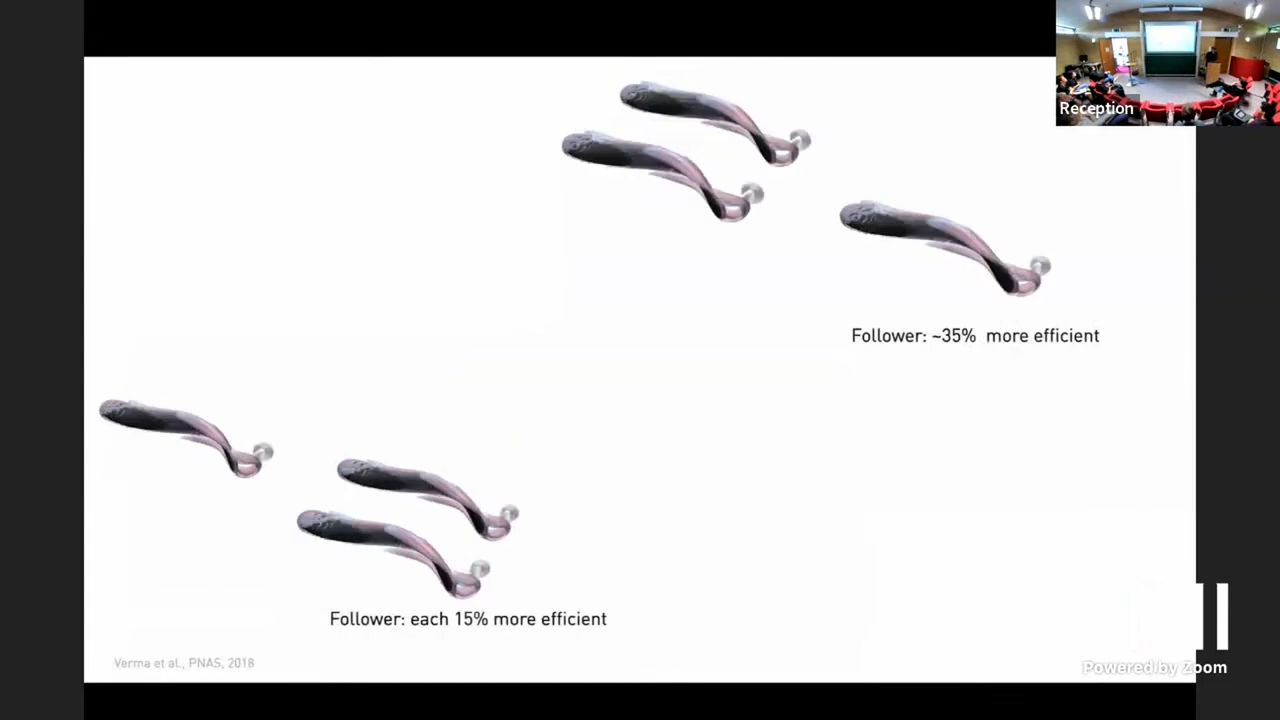 Reception
Follower: ~35% more efficient
Follower: each 15% more efficient
Verma et al., PNAS, 2018
Powered by Zoom